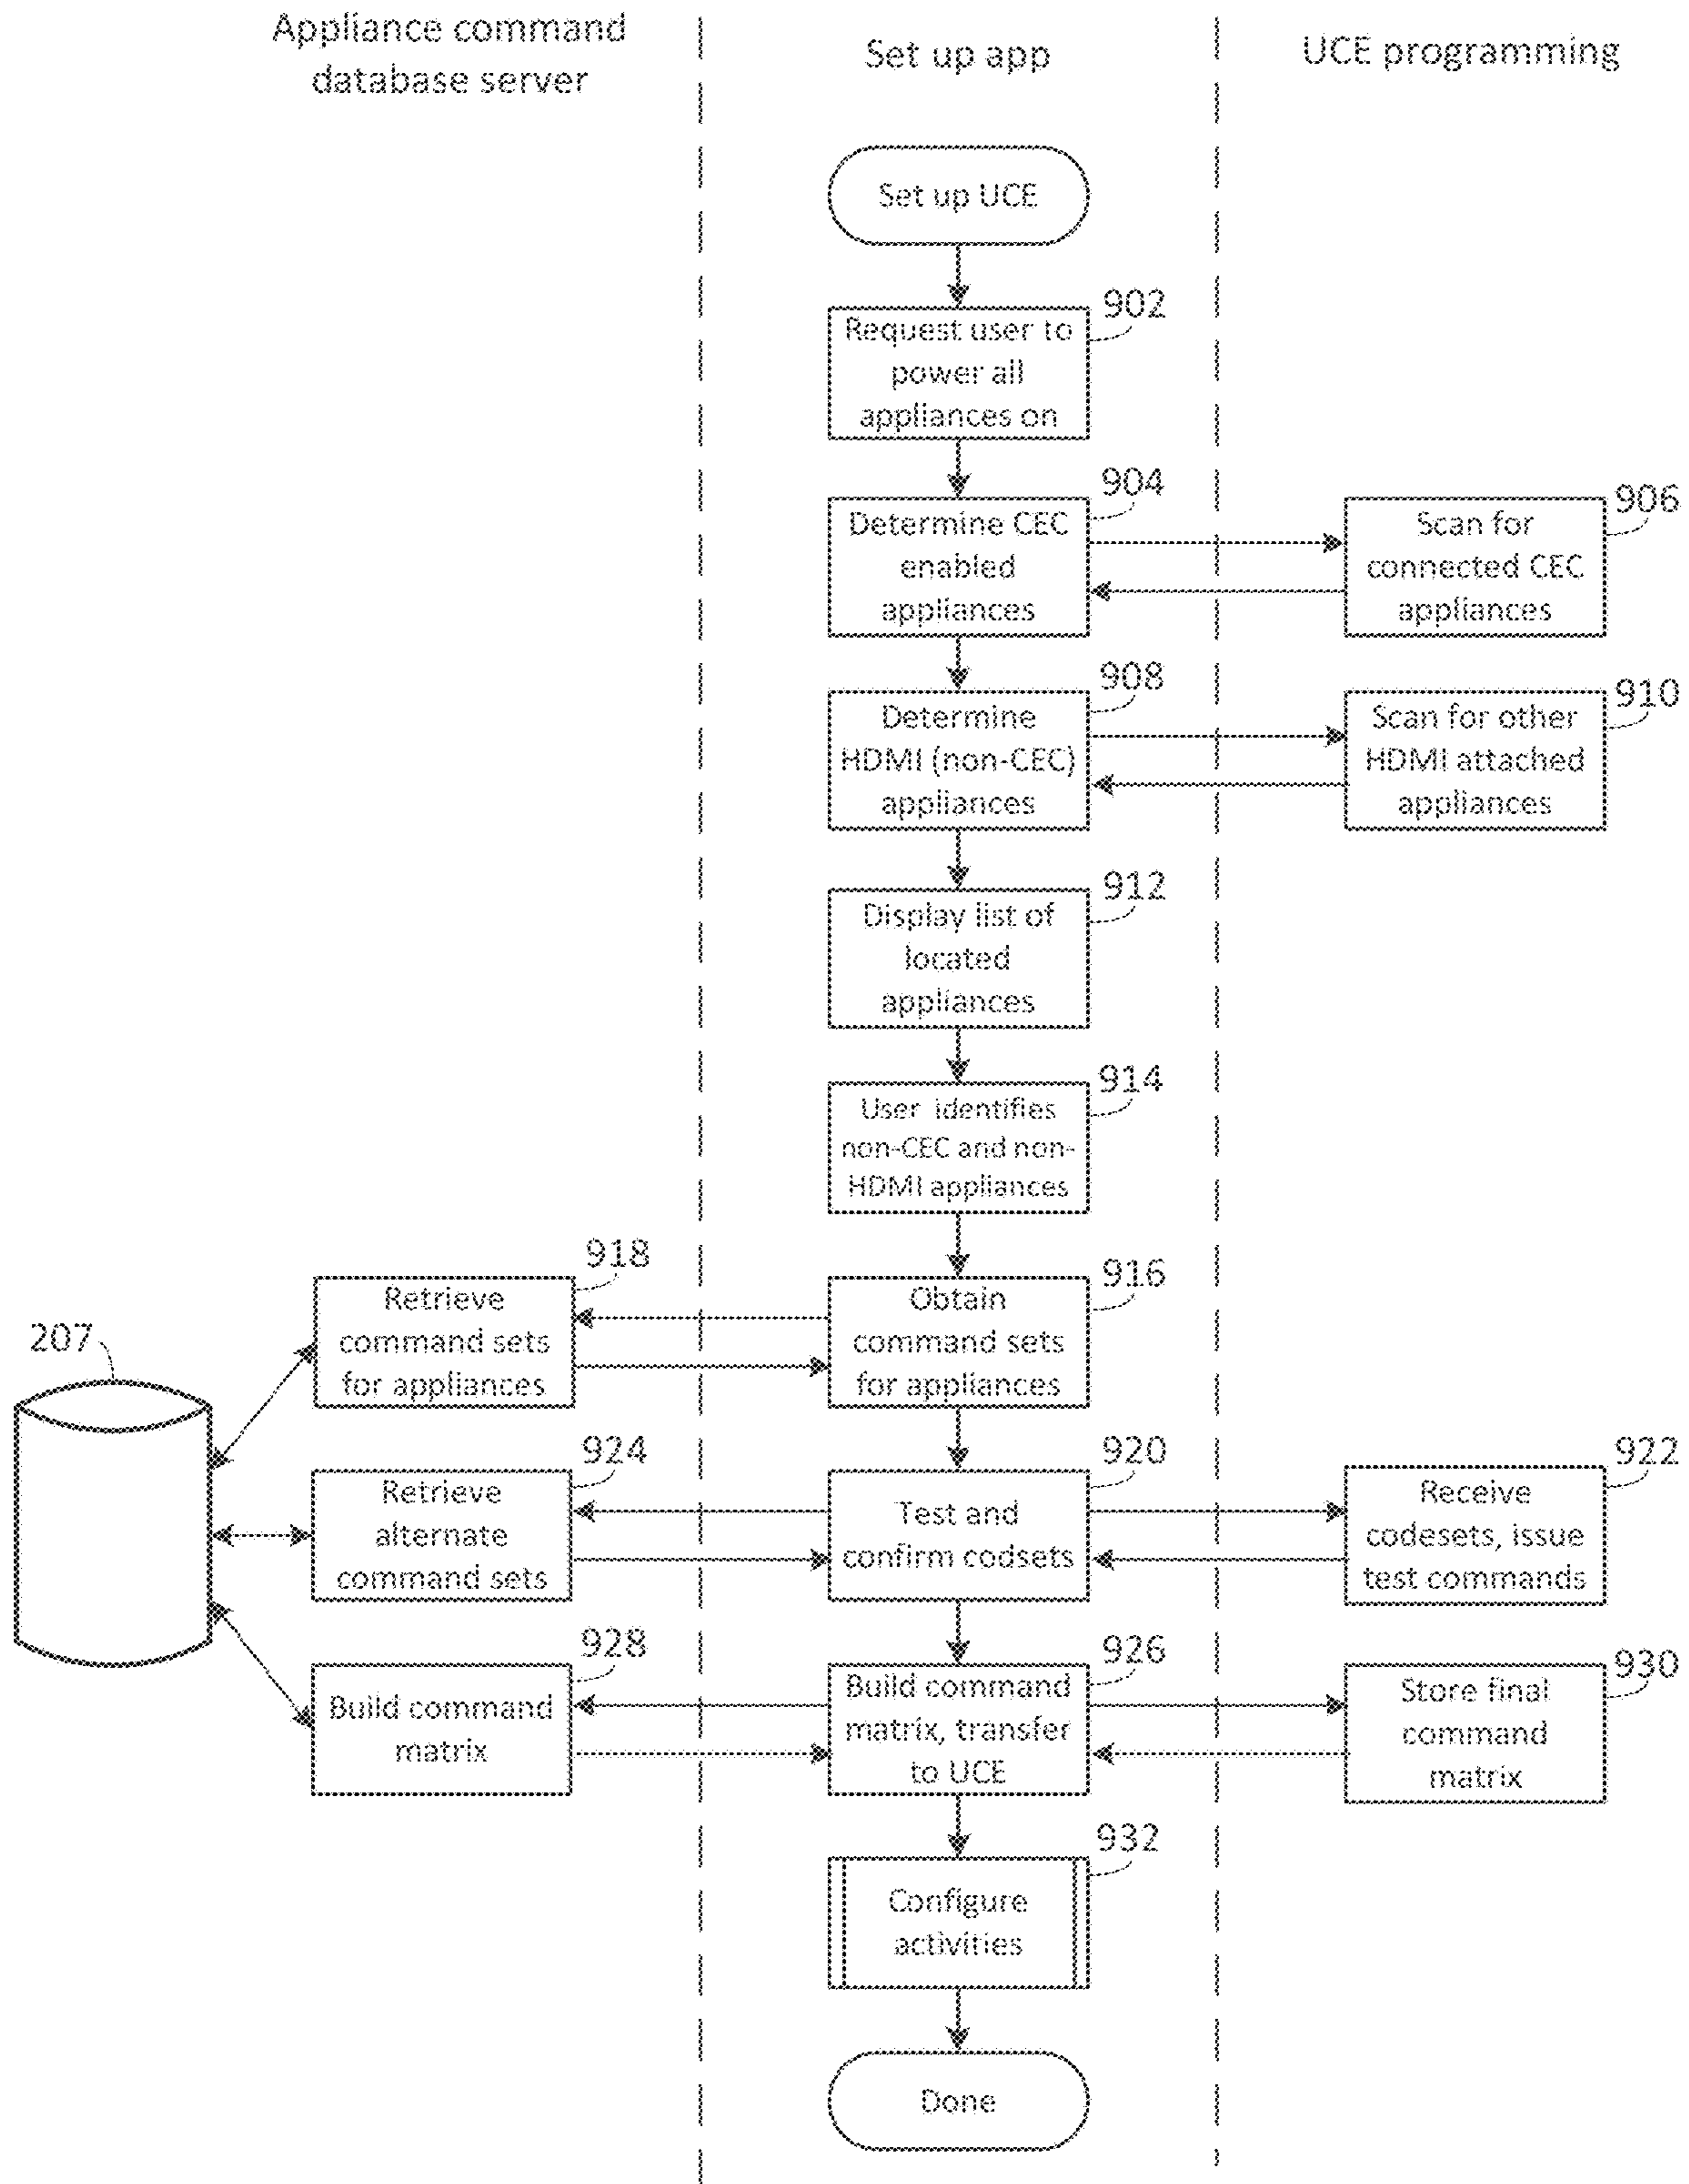 Appliance command
database server
Set up app
UCE programming
Set up UCE
902
Request user to
power all
appliances on
904
Determine CEC
enabled
appliances
906
Scan for
connected CEC
appliances
908
Determine
HDMI (non-CEC)
appliances
910
Scan for other
HDMI attached
appliances
912
Display list of
located
appliances
914
User identifies
non-CEC and non-
HDMI appliances
918
Retrieve
command sets
for appliances
916
Obtain
command sets
for appliances
207
924
Retrieve
alternate
command sets
920
Test and
confirm codsets
922
Receive
codesets, issue
test commands
928
Build command
matrix
926
Build command
matrix, transfer
to UCE
930
Store final
command
matrix
932
Configure
activities
Done